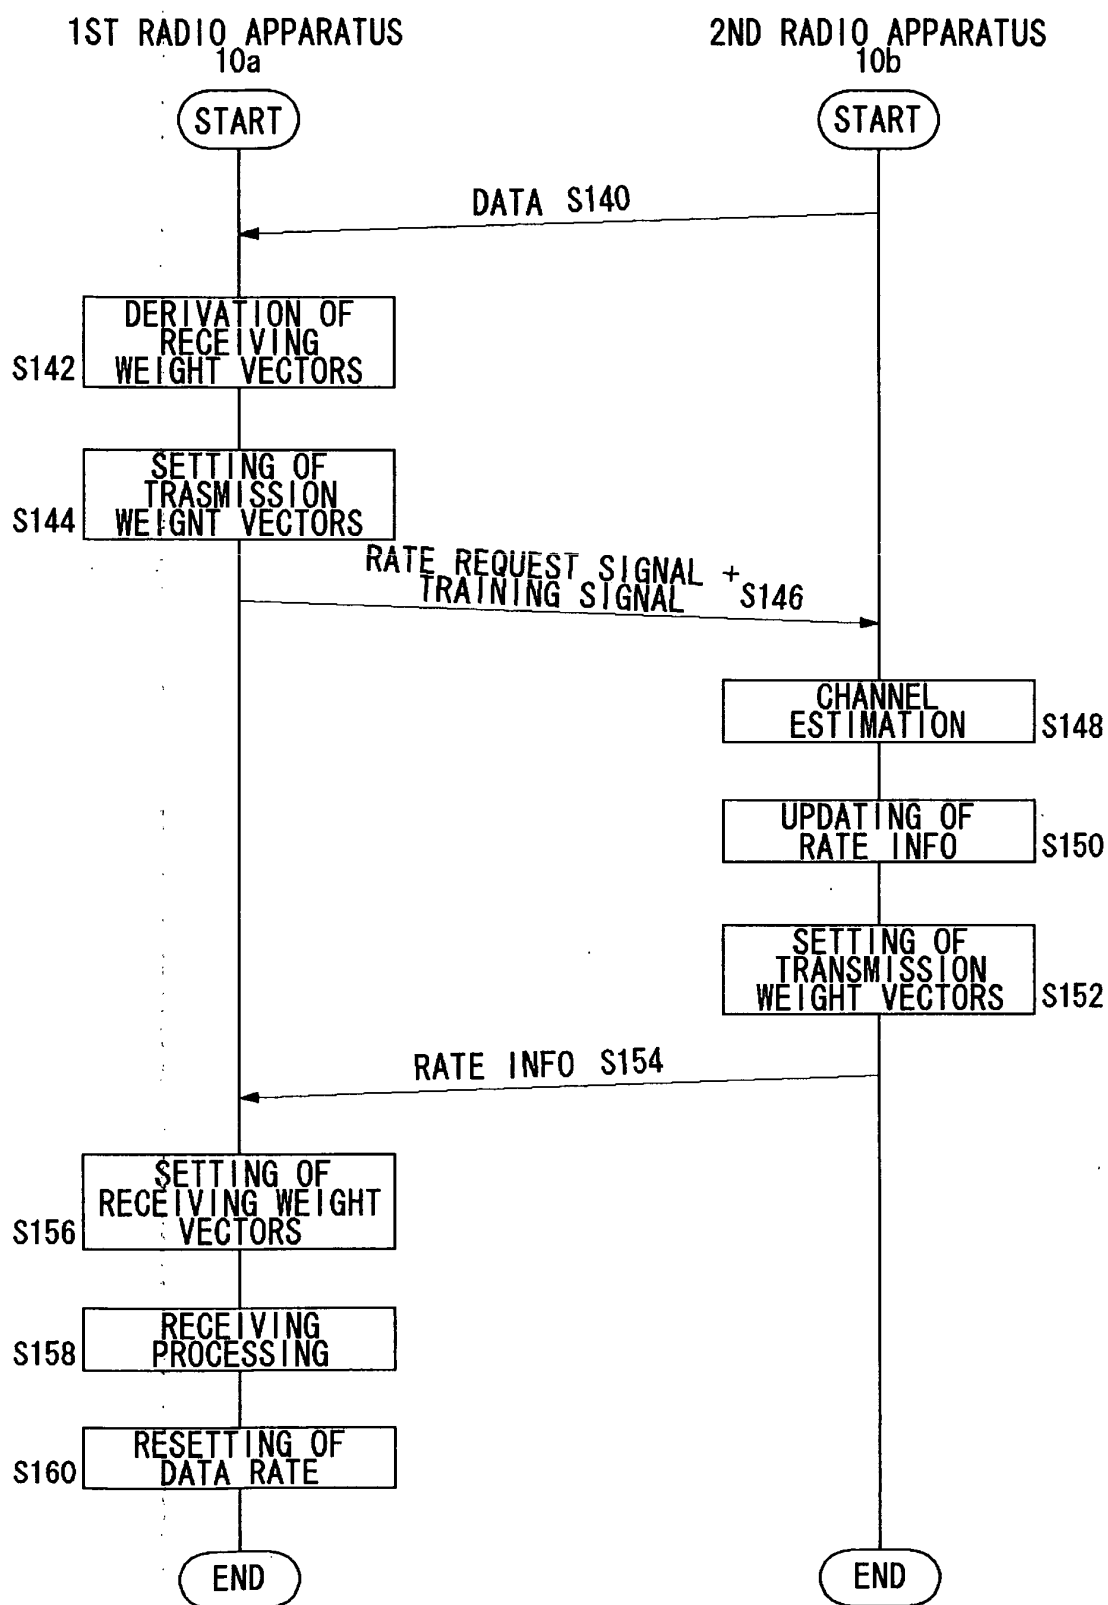 1ST RADIO APPARATUS
10a
2ND RADIO APPARATUS
10b
START
START
DATA S140
DERIVATION OF
RECEIVING
WEIGHT VECTORS
S142
SETTING OF
TRASMISSION
WEIGNT VECTORS
S144
RATE REQUEST SIGNAL +
TRAINING SIGNAL
S146
CHANNEL
ESTIMATION
S148
UPDATING OF
RATE INFO
S150
SETTING OF
TRANSMISSION
WEIGHT VECTORS
S152
RATE INFO S154
SETTING OF
RECEIVING WEIGHT
VECTORS
S156
RECEIVING
PROCESSING
S158
RESETTING OF
DATA RATE
S160
END
END